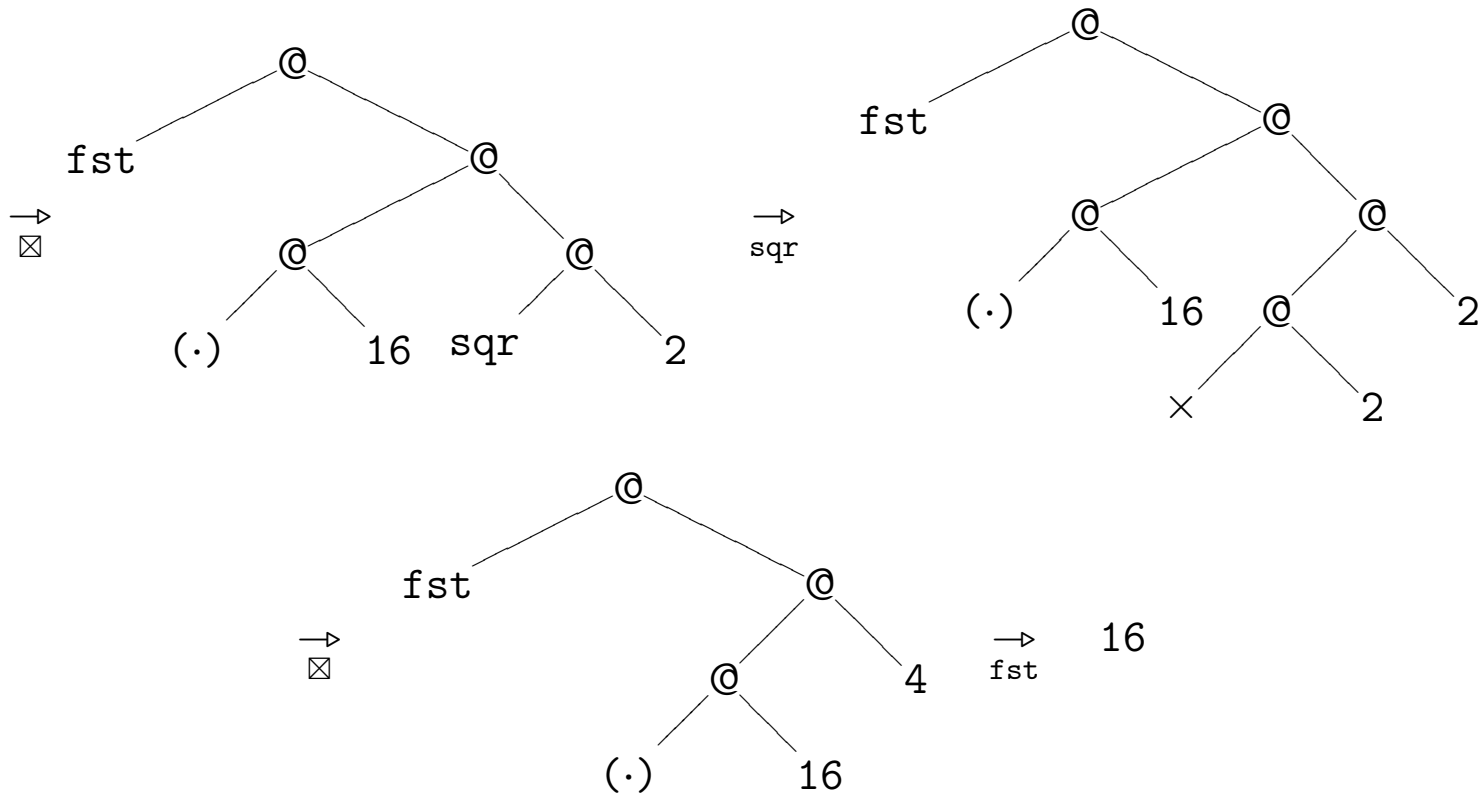 @ @
fst @ fst @
→ ⊠ @ @ → sqr @ @
(·) 16 sqr 2 (·) 16 @ 2
× 2
@
fst @
→ ⊠ @ 4 → fst 16
(·) 16